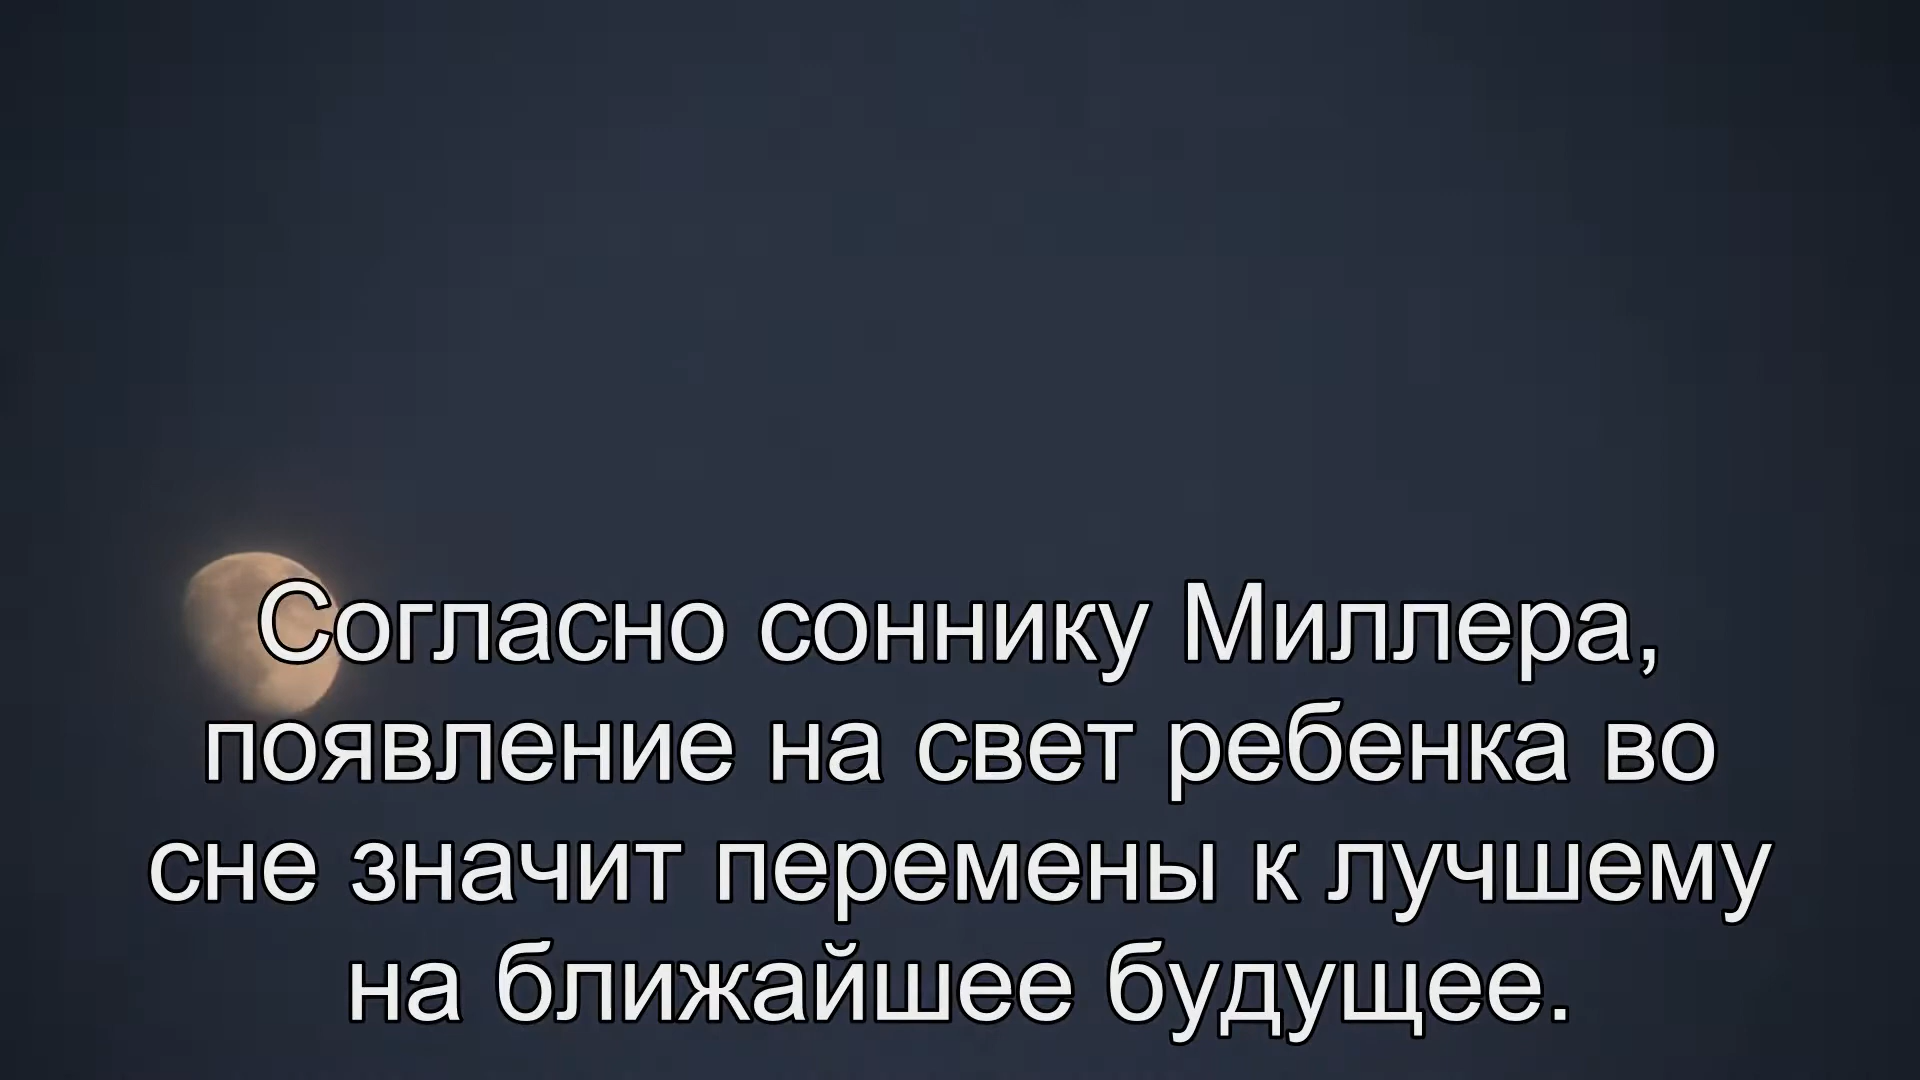 Согласно соннику Миллера,
появление на свет ребенка во
сне значит перемены к лучшему
на ближайшее будущее.